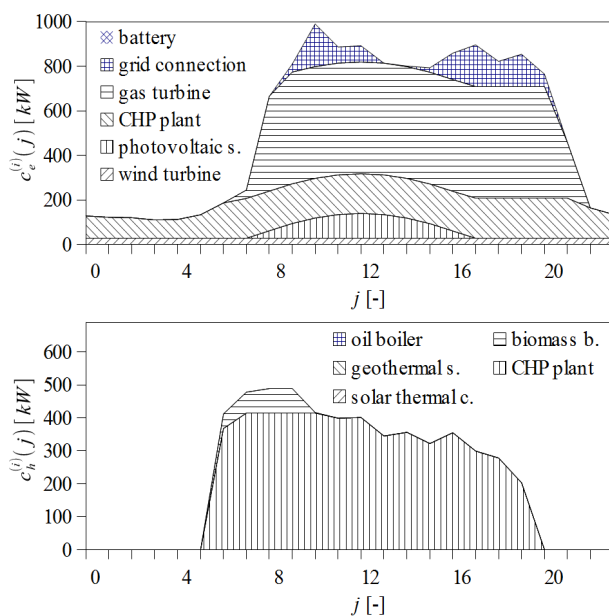 1000
800
600
400
200
0
c_e^(i)(j) [kW]
battery
grid connection
gas turbine
CHP plant
photovoltaic s.
wind turbine
0 4 8 12 16 20
j [-]
600
500
400
300
200
100
0
c_h^(i)(j) [kW]
oil boiler biomass b.
geothermal s. CHP plant
solar thermal c.
0 4 8 12 16 20
j [-]